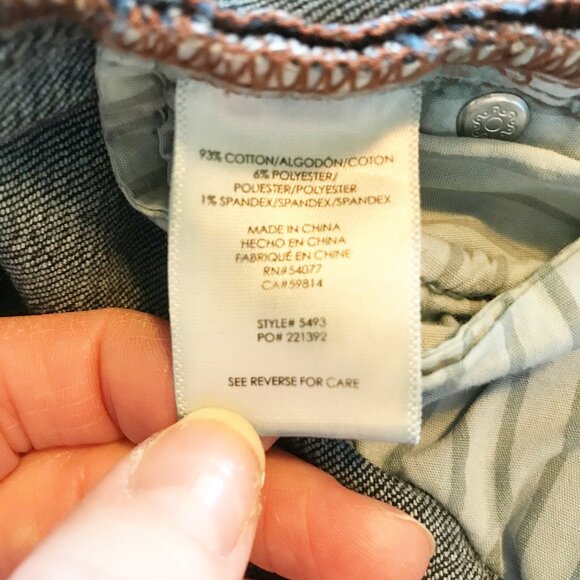 93% COTTON/ALGODÓN/COTON
6% POLYESTER/
POLIESTER/POLYESTER
1% SPANDEX/SPANDEX/SPANDEX
MADE IN CHINA
HECHO EN CHINA
FABRIQUÉ EN CHINE
RN#54077
CA#59814
STYLE# 5493
PO# 221392
SEE REVERSE FOR CARE